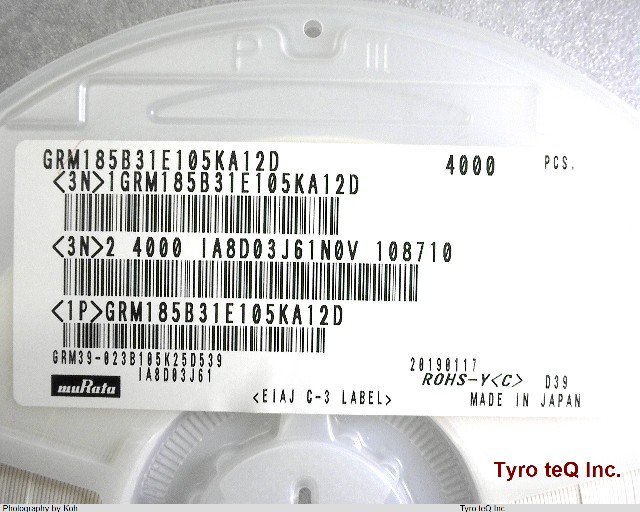 P III
GRM185B31E105KA12D 4000 PCS.
<3N>1GRM185B31E105KA12D
<3N>2 4000 IA8D03J61N0V 108710
<1P>GRM185B31E105KA12D
GRM39-023B105K25D539 20190117
IA8D03J61 ROHS-Y<C> D39
muRata <EIAJ C-3 LABEL> MADE IN JAPAN
Tyro teQ Inc.
Photography by Koh Tyro teQ Inc